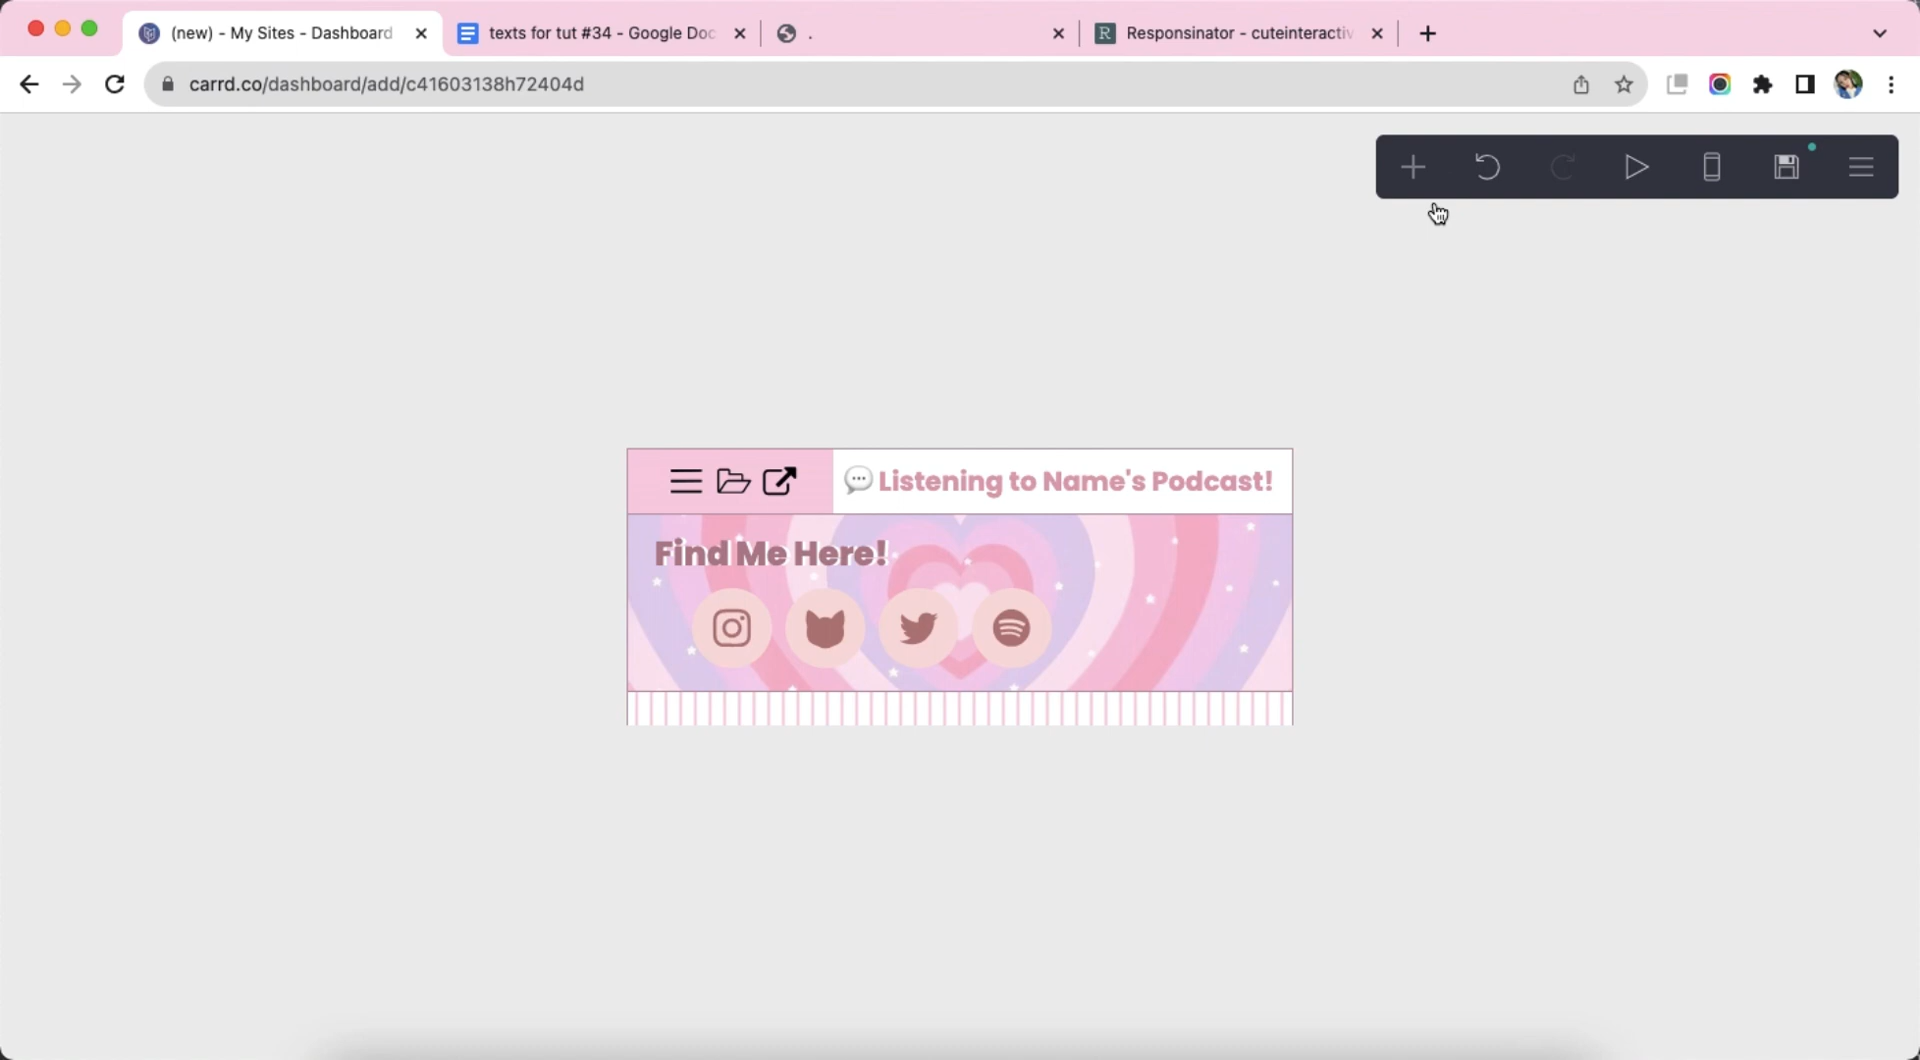 (new) - My Sites - Dashboard
texts for tut #34 - Google Doc
.
R Responsinator - cuteinteractiv
carrd.co/dashboard/add/c41603138h72404d
Listening to Name's Podcast!
Find Me Here!